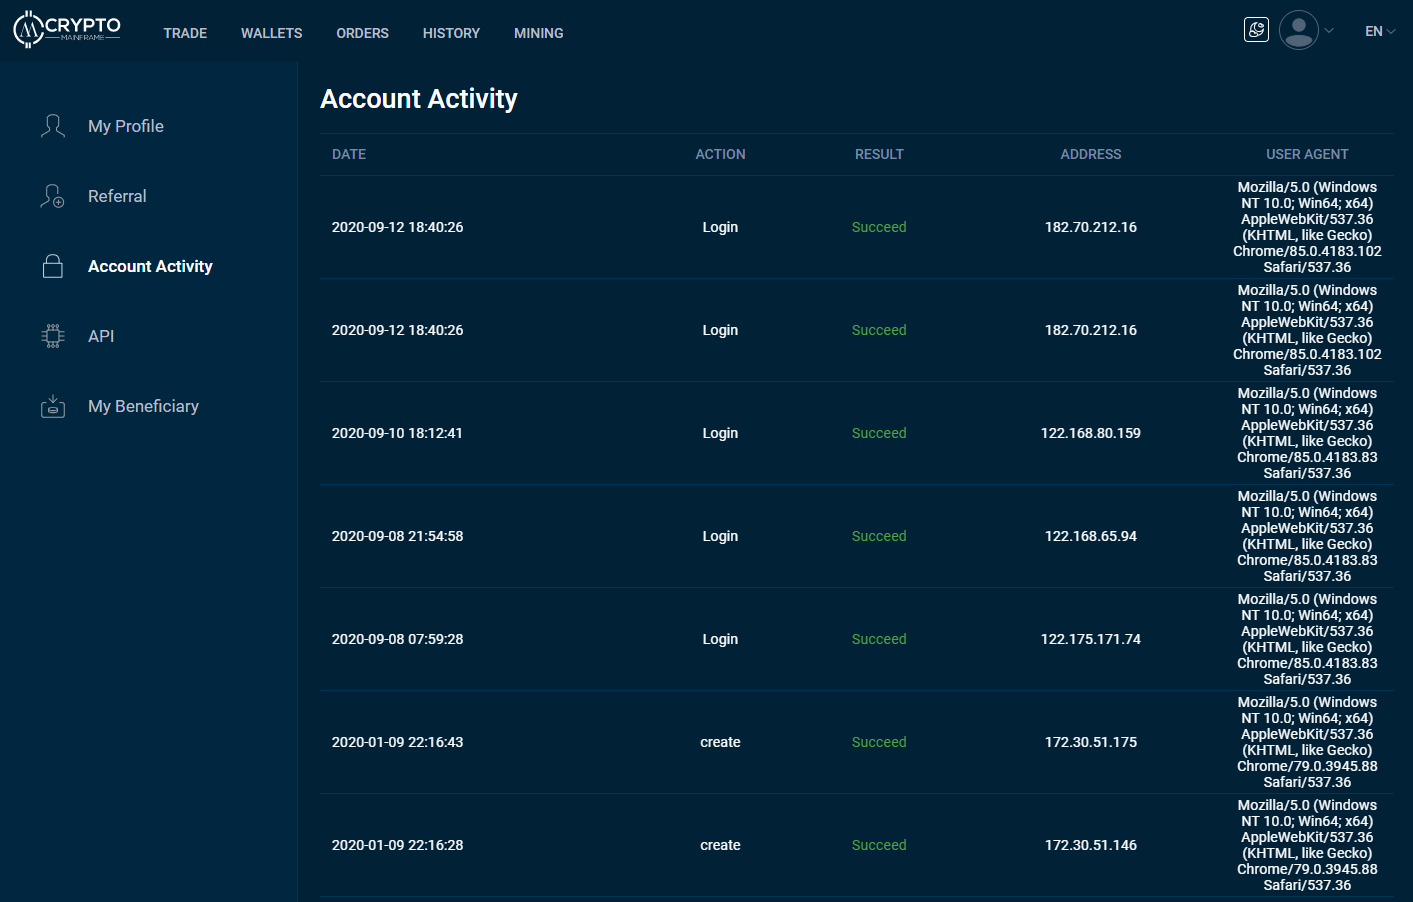 CRYPTO
MAINFRAME
TRADE WALLETS ORDERS HISTORY MINING EN
My Profile
Referral
Account Activity
API
My Beneficiary
Account Activity
DATE ACTION RESULT ADDRESS USER AGENT
2020-09-12 18:40:26 Login Succeed 182.70.212.16
Mozilla/5.0 (Windows
NT 10.0; Win64; x64)
AppleWebKit/537.36
(KHTML, like Gecko)
Chrome/85.0.4183.102
Safari/537.36
2020-09-12 18:40:26 Login Succeed 182.70.212.16
Mozilla/5.0 (Windows
NT 10.0; Win64; x64)
AppleWebKit/537.36
(KHTML, like Gecko)
Chrome/85.0.4183.102
Safari/537.36
2020-09-10 18:12:41 Login Succeed 122.168.80.159
Mozilla/5.0 (Windows
NT 10.0; Win64; x64)
AppleWebKit/537.36
(KHTML, like Gecko)
Chrome/85.0.4183.83
Safari/537.36
2020-09-08 21:54:58 Login Succeed 122.168.65.94
Mozilla/5.0 (Windows
NT 10.0; Win64; x64)
AppleWebKit/537.36
(KHTML, like Gecko)
Chrome/85.0.4183.83
Safari/537.36
2020-09-08 07:59:28 Login Succeed 122.175.171.74
Mozilla/5.0 (Windows
NT 10.0; Win64; x64)
AppleWebKit/537.36
(KHTML, like Gecko)
Chrome/85.0.4183.83
Safari/537.36
2020-01-09 22:16:43 create Succeed 172.30.51.175
Mozilla/5.0 (Windows
NT 10.0; Win64; x64)
AppleWebKit/537.36
(KHTML, like Gecko)
Chrome/79.0.3945.88
Safari/537.36
2020-01-09 22:16:28 create Succeed 172.30.51.146
Mozilla/5.0 (Windows
NT 10.0; Win64; x64)
AppleWebKit/537.36
(KHTML, like Gecko)
Chrome/79.0.3945.88
Safari/537.36